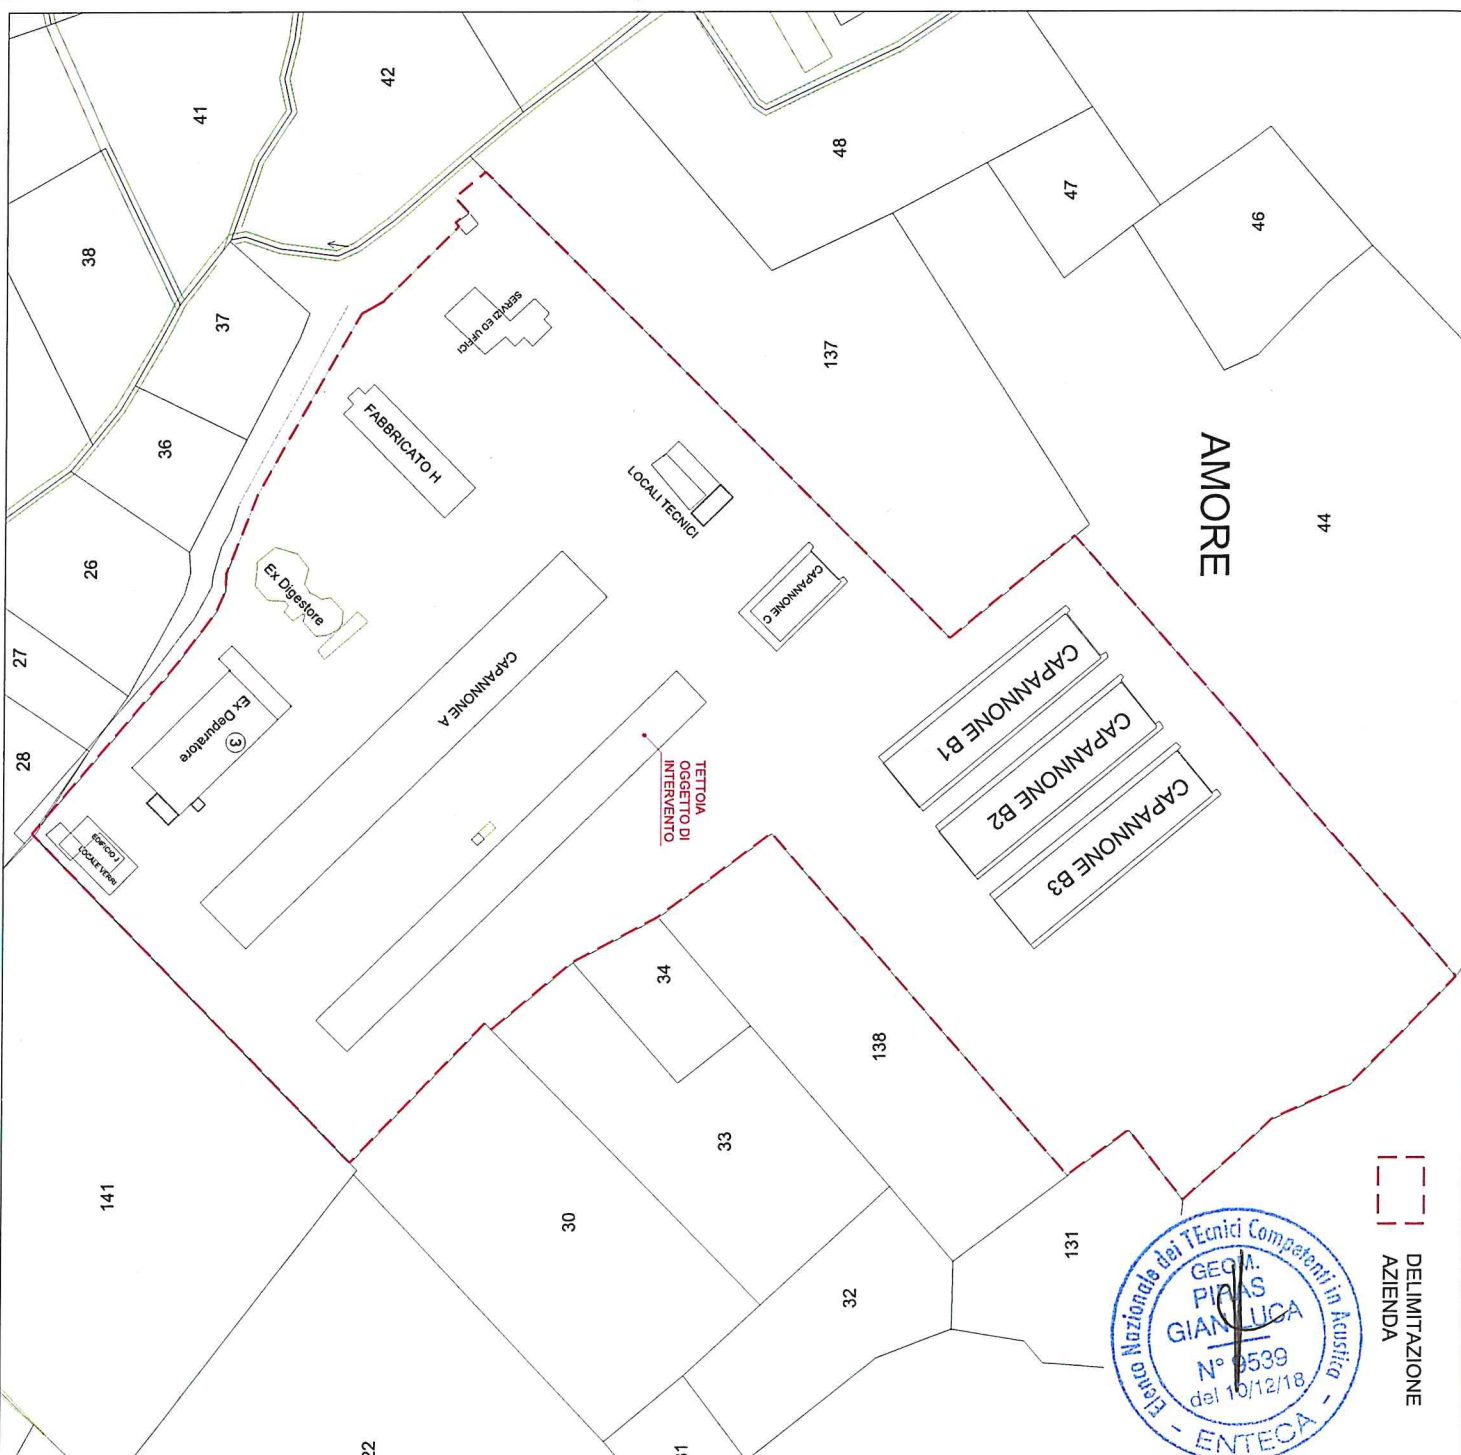 41
42
48
47
46
38
37
137
44
AMORE
SERVIZI ED UFFICI
FABBRICATO H
36
LOCALI TECNICI
CAPANNONE C
26
Ex Digestore
27
28
CAPANNONE A
Ex Depuratore
3
EDIFICIO J
LOCALE VERRI
TETTOIA
OGGETTO DI
INTERVENTO
CAPANNONE B1
CAPANNONE B2
CAPANNONE B3
34
138
33
30
32
131
141
22
DELIMITAZIONE
AZIENDA
Elenco Nazionale dei TEcnici Competenti in Acustica
- ENTECA -
GEOM.
PIRAS
GIANLUCA
N° 9539
del 10/12/18